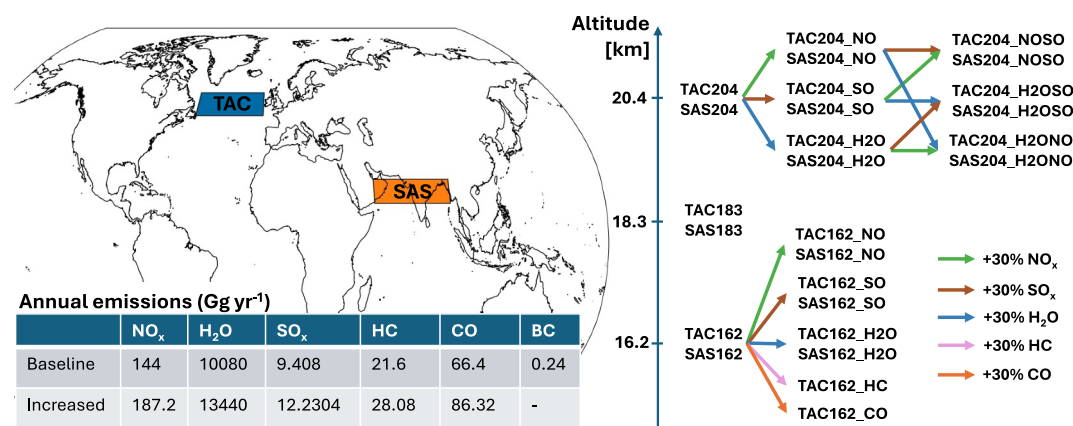 TAC
SAS
Annual emissions (Gg yr⁻¹)
NOₓ H₂O SOₓ HC CO BC
Baseline 144 10080 9.408 21.6 66.4 0.24
Increased 187.2 13440 12.2304 28.08 86.32 -
Altitude
[km]
20.4
18.3
16.2
TAC204
SAS204
TAC204_NO
SAS204_NO
TAC204_SO
SAS204_SO
TAC204_H2O
SAS204_H2O
TAC204_NOSO
SAS204_NOSO
TAC204_H2OSO
SAS204_H2OSO
TAC204_H2ONO
SAS204_H2ONO
TAC183
SAS183
TAC162
SAS162
TAC162_NO
SAS162_NO
TAC162_SO
SAS162_SO
TAC162_H2O
SAS162_H2O
TAC162_HC
TAC162_CO
+30% NOₓ
+30% SOₓ
+30% H₂O
+30% HC
+30% CO